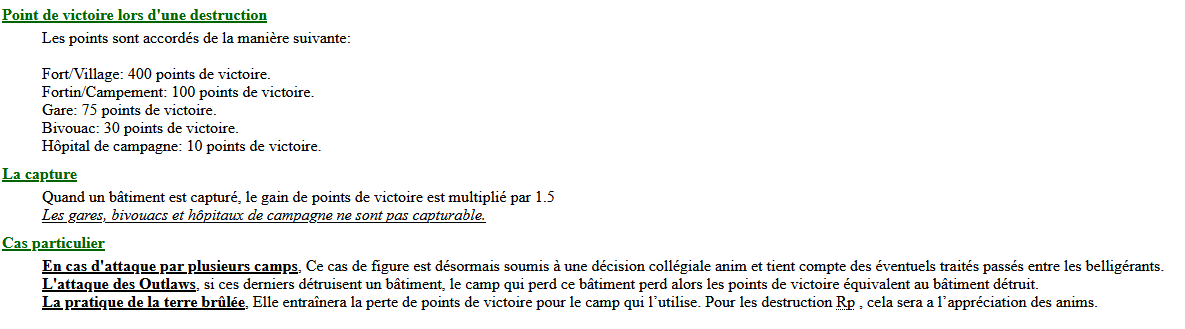 Point de victoire lors d'une destruction
Les points sont accordés de la manière suivante:
Fort/Village: 400 points de victoire.
Fortin/Campement: 100 points de victoire.
Gare: 75 points de victoire.
Bivouac: 30 points de victoire.
Hôpital de campagne: 10 points de victoire.
La capture
Quand un bâtiment est capturé, le gain de points de victoire est multiplié par 1.5
Les gares, bivouacs et hôpitaux de campagne ne sont pas capturable.
Cas particulier
En cas d'attaque par plusieurs camps, Ce cas de figure est désormais soumis à une décision collégiale anim et tient compte des éventuels traités passés entre les belligérants.
L'attaque des Outlaws, si ces derniers détruisent un bâtiment, le camp qui perd ce bâtiment perd alors les points de victoire équivalent au bâtiment détruit.
La pratique de la terre brûlée, Elle entraînera la perte de points de victoire pour le camp qui l’utilise. Pour les destruction Rp , cela sera a l’appréciation des anims.